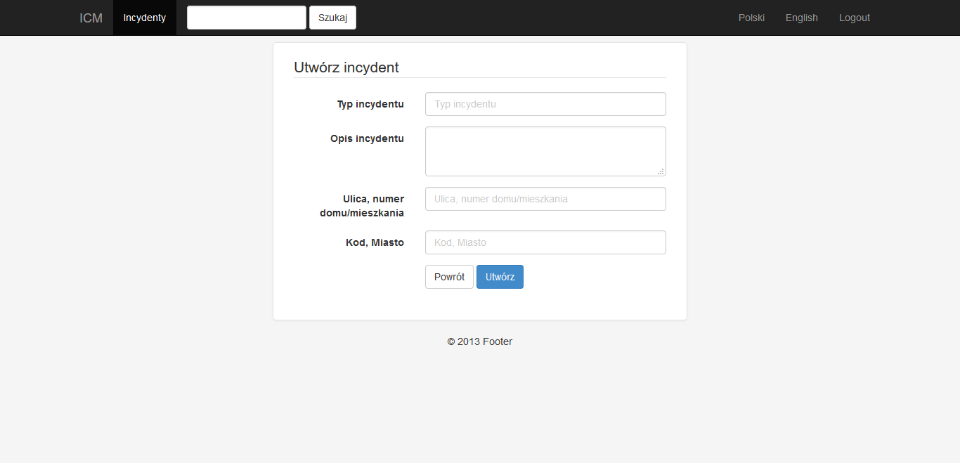 ICM Incydenty Szukaj Polski English Logout
Utwórz incydent
Typ incydentu Typ incydentu
Opis incydentu
Ulica, numer domu/mieszkania Ulica, numer domu/mieszkania
Kod, Miasto Kod, Miasto
Powrót Utwórz
© 2013 Footer